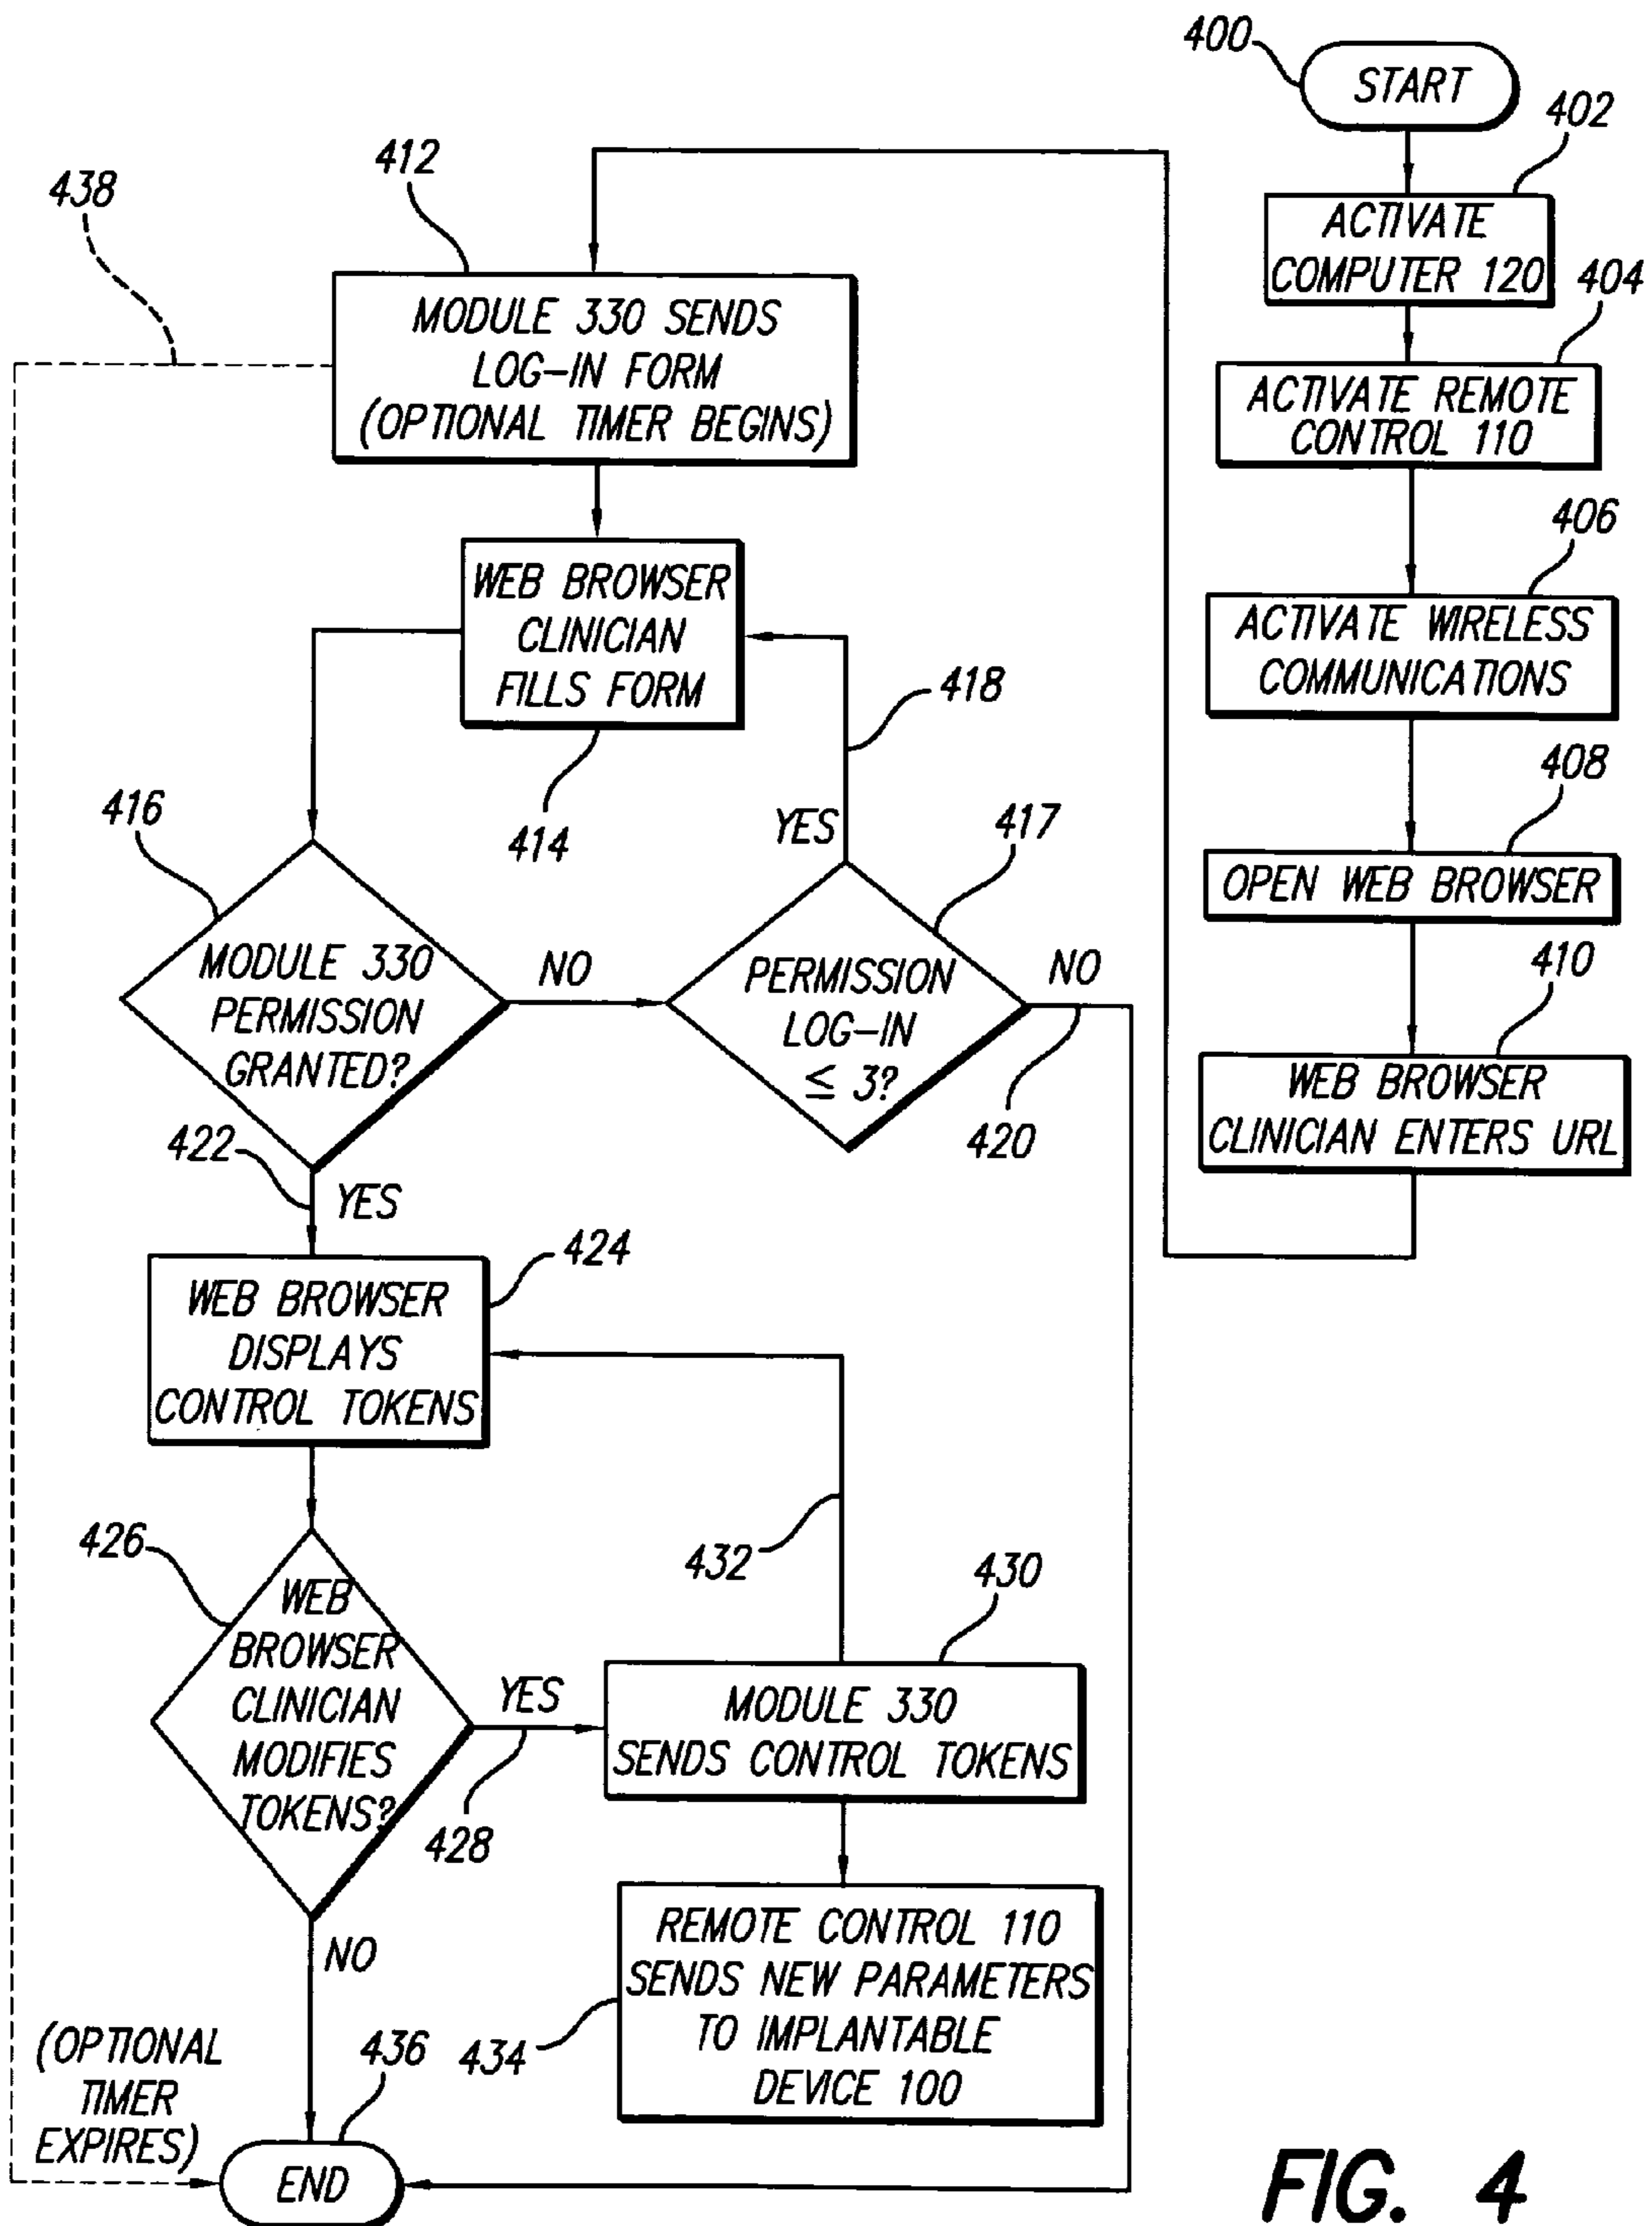 400
START
402
ACTIVATE
COMPUTER 120
404
ACTIVATE REMOTE
CONTROL 110
406
ACTIVATE WIRELESS
COMMUNICATIONS
408
OPEN WEB BROWSER
410
WEB BROWSER
CLINICIAN ENTERS URL
412
438
MODULE 330 SENDS
LOG-IN FORM
(OPTIONAL TIMER BEGINS)
WEB BROWSER
CLINICIAN
FILLS FORM
414
418
416
MODULE 330
PERMISSION
GRANTED?
NO
YES
417
PERMISSION
LOG-IN
≤ 3?
NO
420
422
YES
424
WEB BROWSER
DISPLAYS
CONTROL TOKENS
426
WEB
BROWSER
CLINICIAN
MODIFIES
TOKENS?
YES
428
432
430
MODULE 330
SENDS CONTROL TOKENS
434
REMOTE CONTROL 110
SENDS NEW PARAMETERS
TO IMPLANTABLE
DEVICE 100
NO
(OPTIONAL
TIMER
EXPIRES)
436
END
FIG. 4